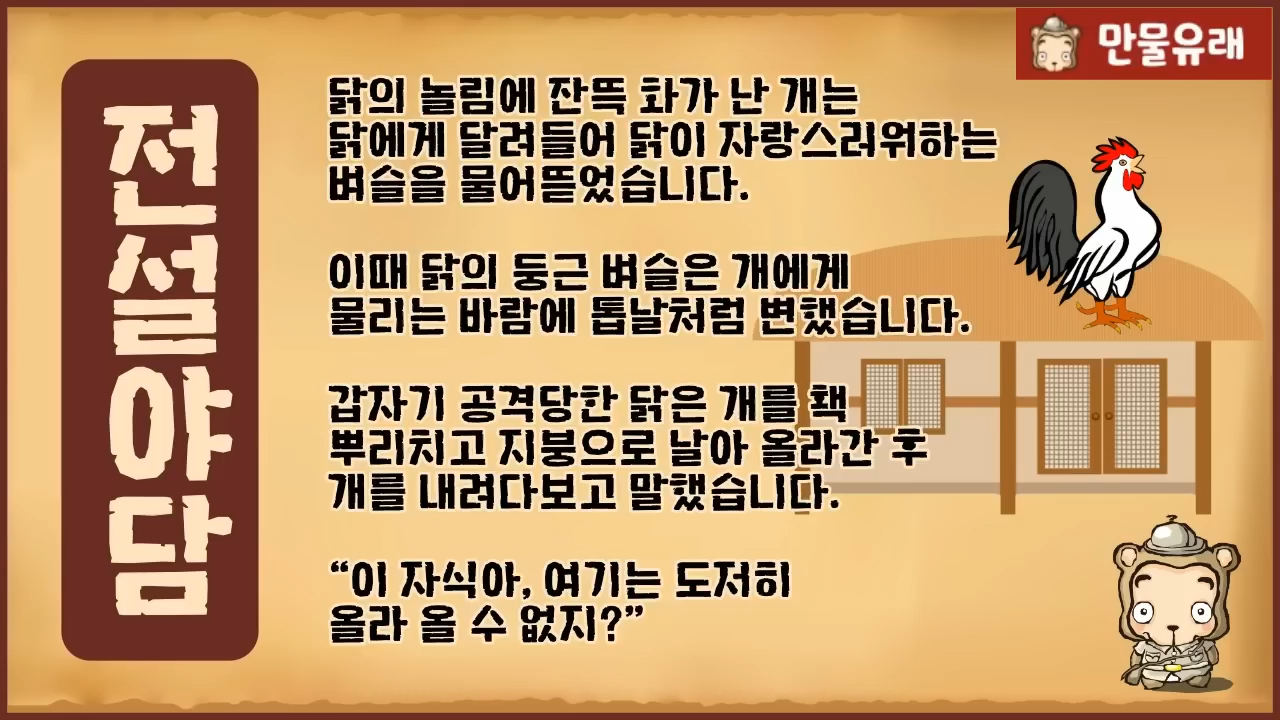 만물유래
전설야담
닭의 놀림에 잔뜩 화가 난 개는
닭에게 달려들어 닭이 자랑스러워하는
벼슬을 물어뜯었습니다.
이때 닭의 둥근 벼슬은 개에게
물리는 바람에 톱날처럼 변했습니다.
갑자기 공격당한 닭은 개를 홱
뿌리치고 지붕으로 날아 올라간 후
개를 내려다보고 말했습니다.
“이 자식아, 여기는 도저히
올라 올 수 없지?”